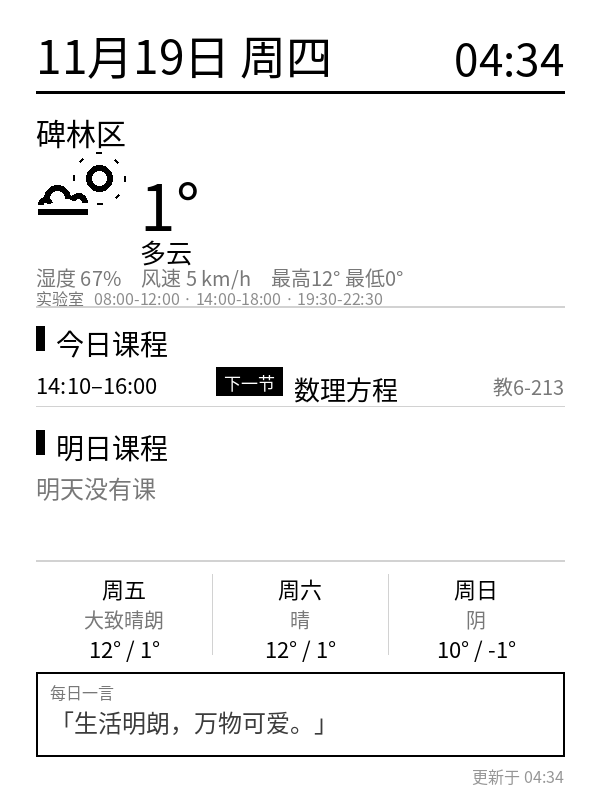 11月19日 周四 04:34
碑林区
1°
多云
湿度 67% 风速 5 km/h 最高12° 最低0°
实验室 08:00-12:00 · 14:00-18:00 · 19:30-22:30
今日课程
14:10–16:00 下一节 数理方程 教6-213
明日课程
明天没有课
周五 周六 周日
大致晴朗 晴 阴
12° / 1° 12° / 1° 10° / -1°
每日一言
「生活明朗，万物可爱。」
更新于 04:34